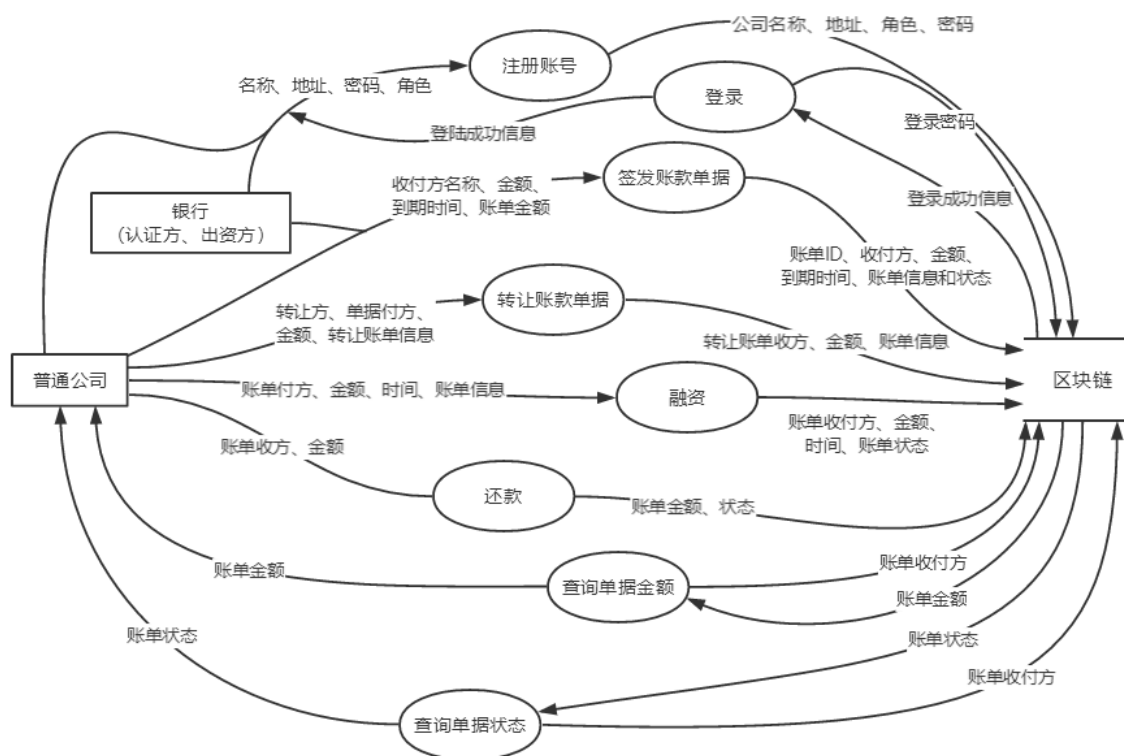 公司名称、地址、角色、密码
注册账号
名称、地址、密码、角色
登录
登录密码
登陆成功信息
收付方名称、金额、
到期时间、账单金额
签发账款单据
登录成功信息
银行
（认证方、出资方）
账单ID、收付方、金额、
到期时间、账单信息和状态
转让方、单据付方、
金额、转让账单信息
转让账款单据
转让账单收方、金额、账单信息
普通公司
区块链
账单付方、金额、时间、账单信息
融资
账单收付方、金额、
时间、账单状态
账单收方、金额
还款
账单金额、状态
账单金额
查询单据金额
账单收付方
账单金额
账单状态
账单状态
账单收付方
查询单据状态